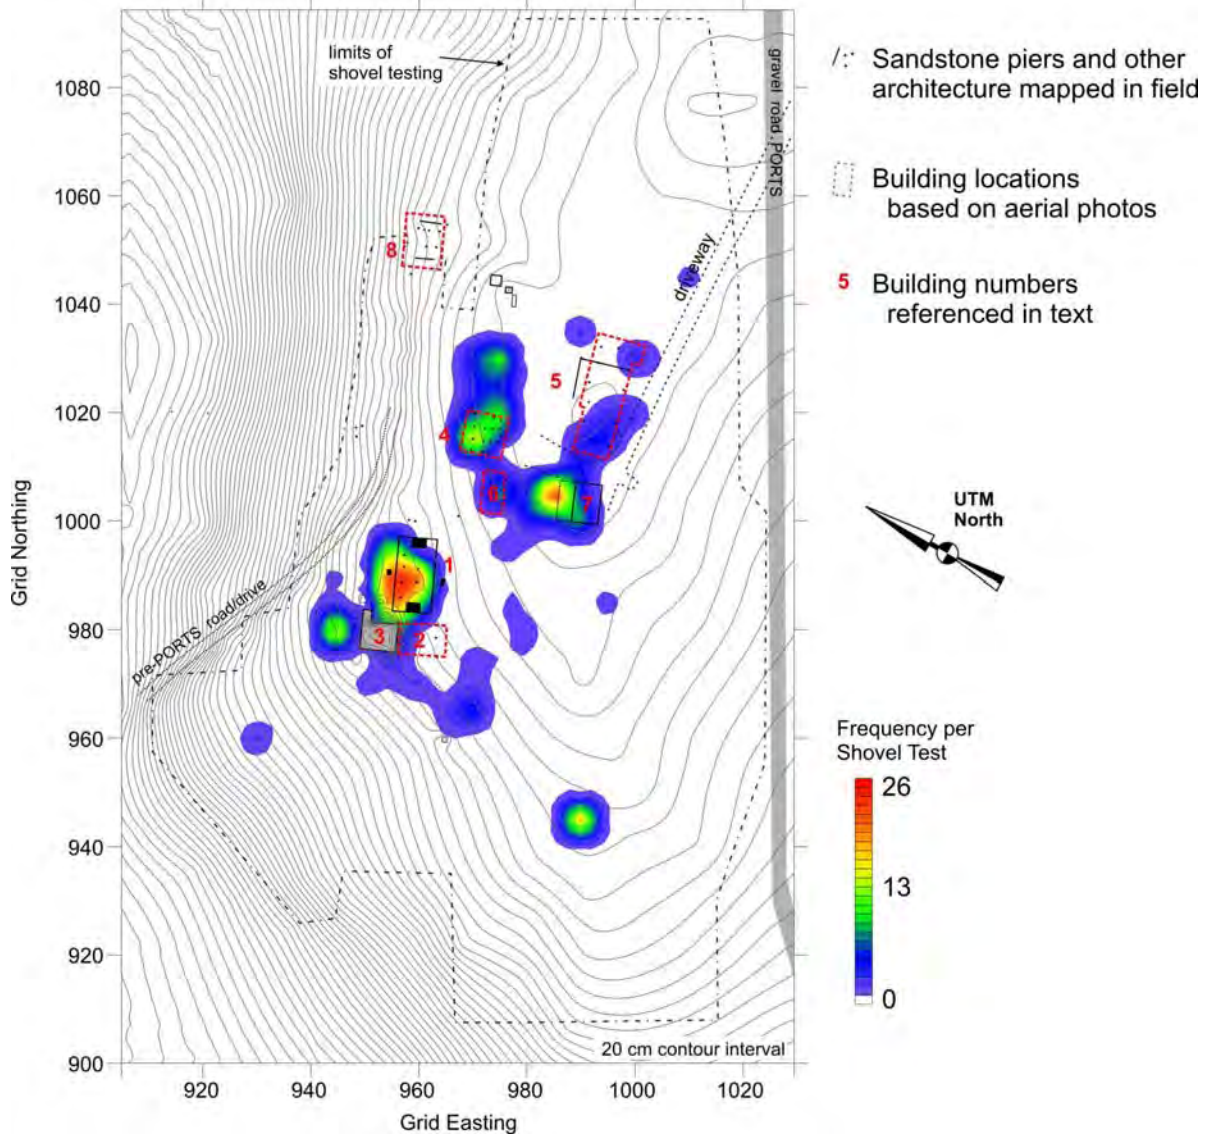 limits of
shovel testing
gravel road, PORTS
driveway
pre-PORTS road/drive
8
5
4
6
7
1
3
2
20 cm contour interval
1080
1060
1040
1020
1000
980
960
940
920
900
Grid Northing
920
940
960
980
1000
1020
Grid Easting
Sandstone piers and other
architecture mapped in field
Building locations
based on aerial photos
5
Building numbers
referenced in text
UTM
North
Frequency per
Shovel Test
26
13
0